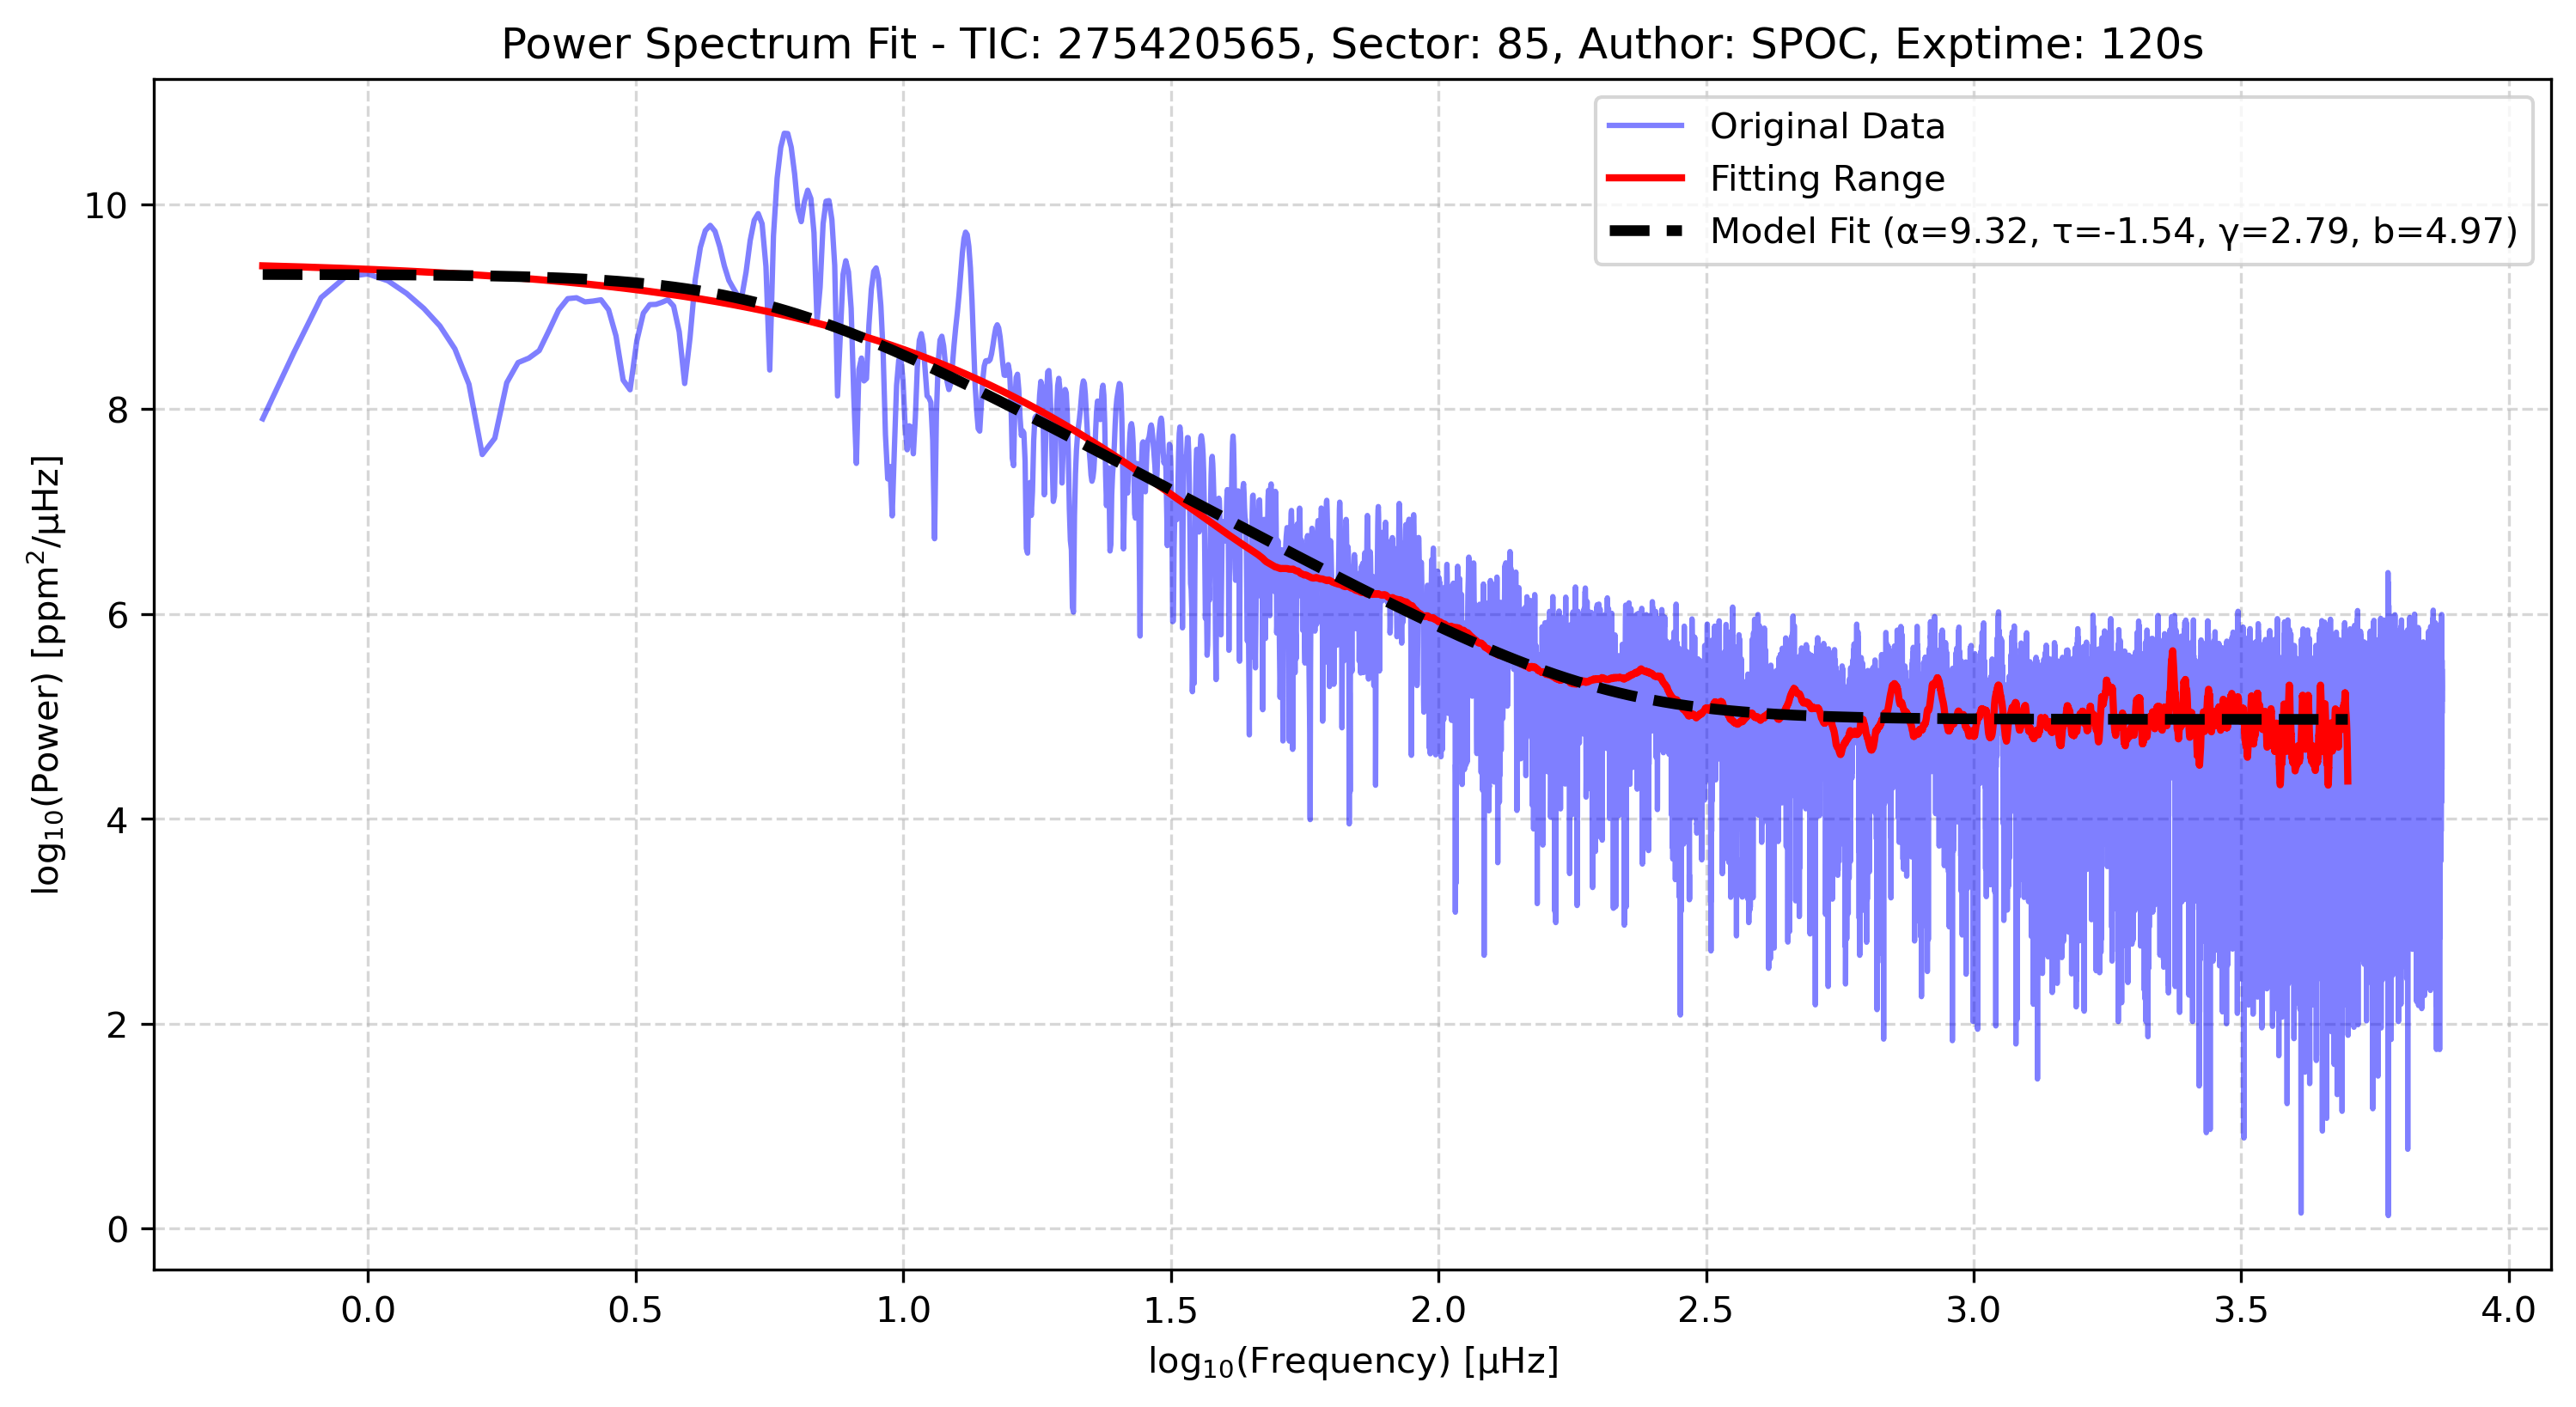 Power Spectrum Fit - TIC: 275420565, Sector: 85, Author: SPOC, Exptime: 120s
Original Data
Fitting Range
Model Fit (α=9.32, τ=-1.54, γ=2.79, b=4.97)
log₁₀(Power) [ppm²/μHz]
10
8
6
4
2
0
0.0 0.5 1.0 1.5 2.0 2.5 3.0 3.5 4.0
log₁₀(Frequency) [μHz]